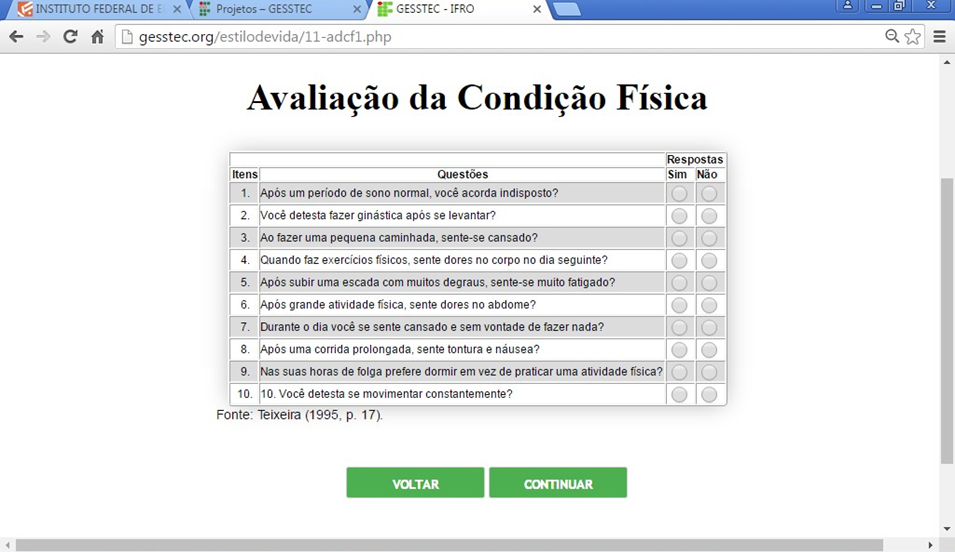 INSTITUTO FEDERAL DE E
Projetos – GESSTEC
GESSTEC - IFRO
gesstec.org/estilodevida/11-adcf1.php
Avaliação da Condição Física
Respostas
Itens Questões Sim Não
1. Após um período de sono normal, você acorda indisposto?
2. Você detesta fazer ginástica após se levantar?
3. Ao fazer uma pequena caminhada, sente-se cansado?
4. Quando faz exercícios físicos, sente dores no corpo no dia seguinte?
5. Após subir uma escada com muitos degraus, sente-se muito fatigado?
6. Após grande atividade física, sente dores no abdome?
7. Durante o dia você se sente cansado e sem vontade de fazer nada?
8. Após uma corrida prolongada, sente tontura e náusea?
9. Nas suas horas de folga prefere dormir em vez de praticar uma atividade física?
10. 10. Você detesta se movimentar constantemente?
Fonte: Teixeira (1995, p. 17).
VOLTAR CONTINUAR